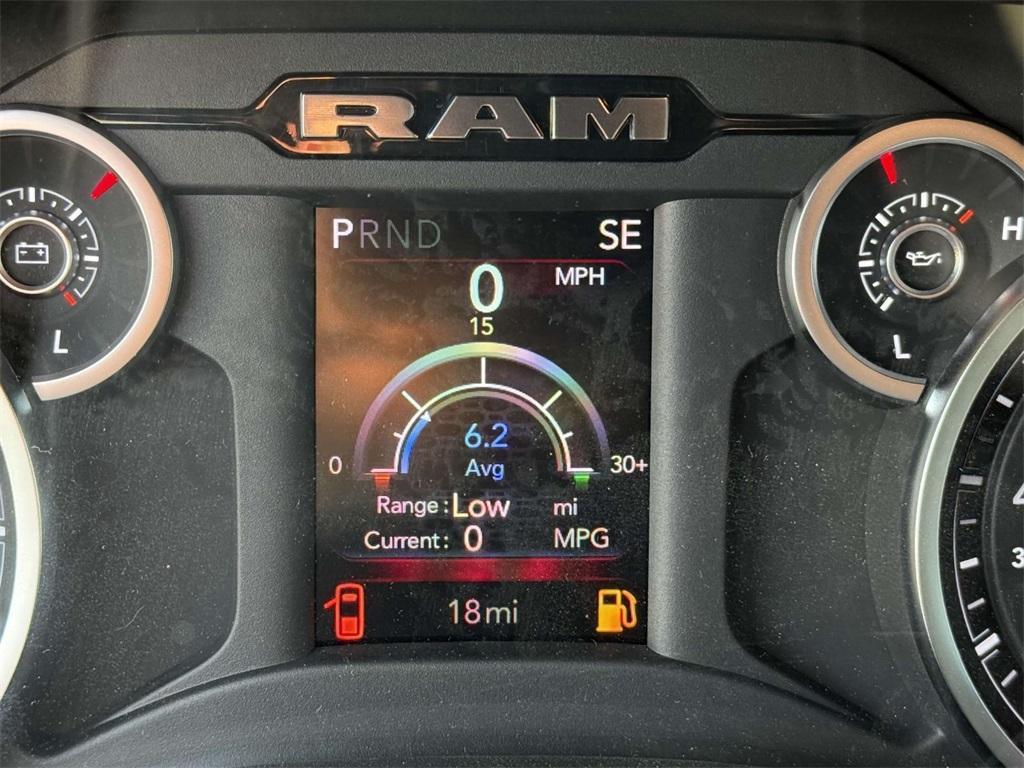 RAM
PRND SE
0 MPH
15
6.2
Avg
0 30+
Range: Low mi
Current: 0 MPG
18mi
L
L
H